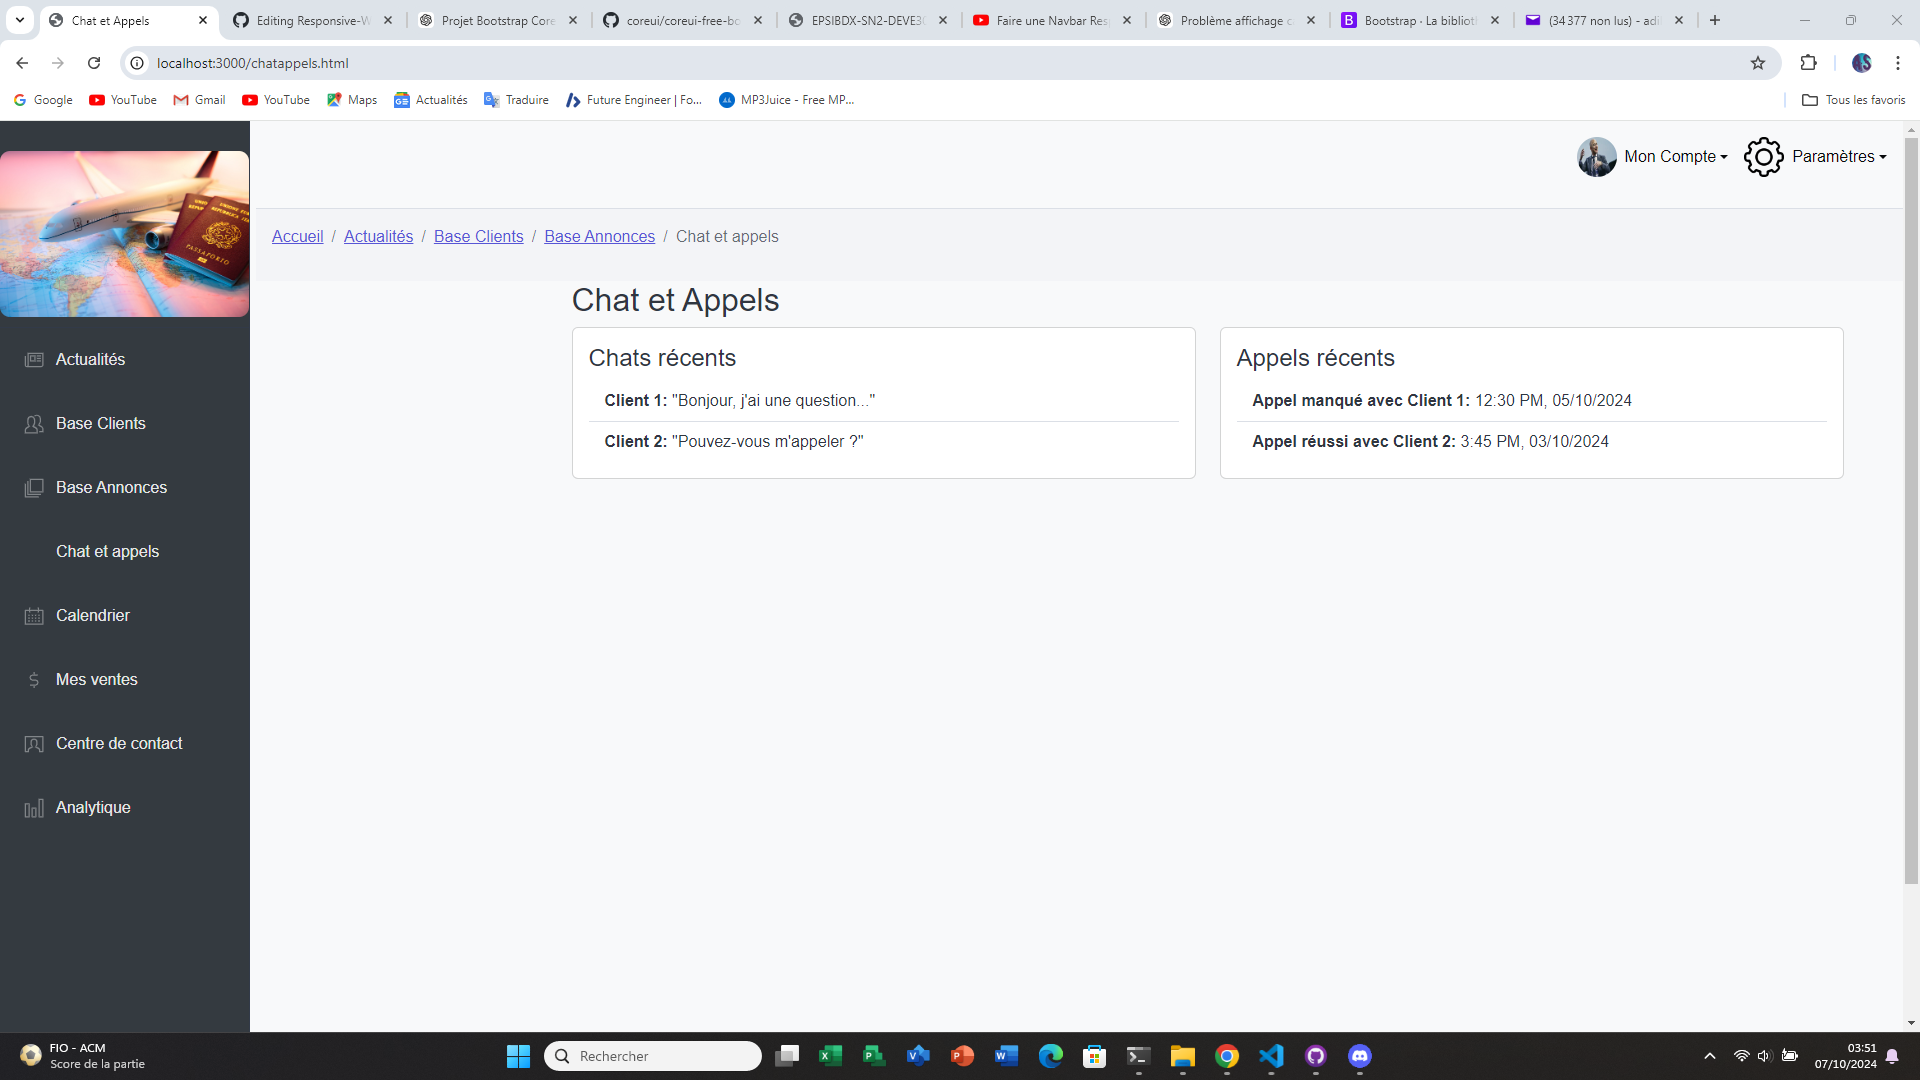 Chat et Appels
Editing Responsive-W
Projet Bootstrap Core
coreui/coreui-free-bo
EPSIBDX-SN2-DEVE3
Faire une Navbar Res
Problème affichage c
Bootstrap · La biblioth
(34 377 non lus) - adi
localhost:3000/chatappels.html
Google
YouTube
Gmail
YouTube
Maps
Actualités
Traduire
Future Engineer | Fo...
MP3Juice - Free MP...
Tous les favoris
Mon Compte
Paramètres
Accueil / Actualités / Base Clients / Base Annonces / Chat et appels
Actualités
Base Clients
Base Annonces
Chat et appels
Calendrier
Mes ventes
Centre de contact
Analytique
Chat et Appels
Chats récents
Client 1: "Bonjour, j'ai une question..."
Client 2: "Pouvez-vous m'appeler ?"
Appels récents
Appel manqué avec Client 1: 12:30 PM, 05/10/2024
Appel réussi avec Client 2: 3:45 PM, 03/10/2024
FIO - ACM
Score de la partie
Rechercher
03:51
07/10/2024